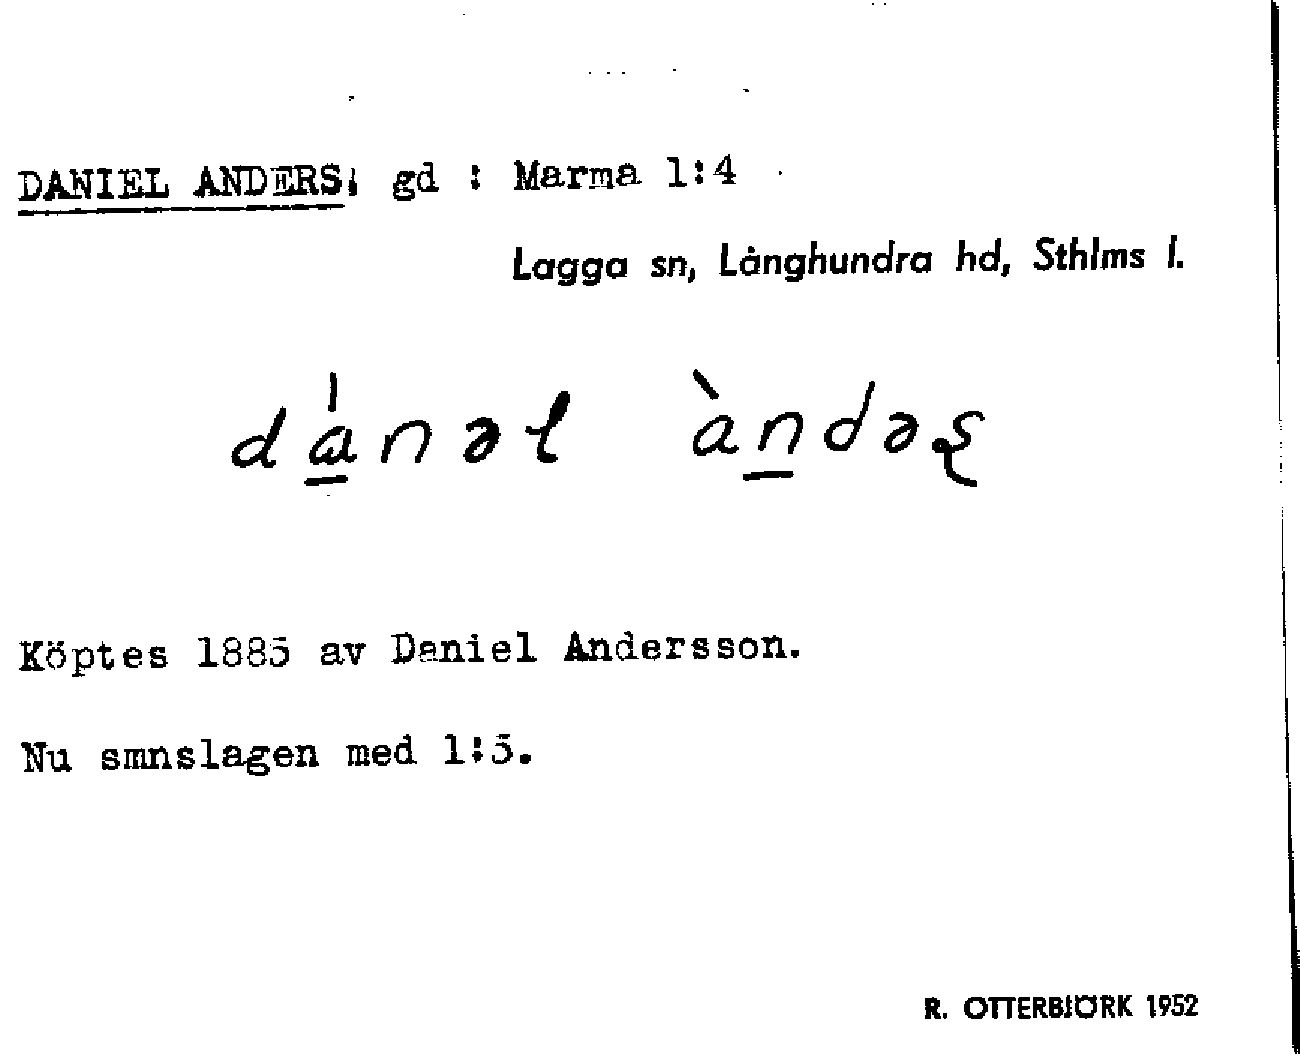 DANIEL ANDERS, gd : Marma 1:4
Lagga sn, Långhundra hd, Sthlms l.
dánəl àndəʂ
Köptes 1885 av Daniel Andersson.
Nu smnslagen med 1:5.
R. OTTERBJÖRK 1952